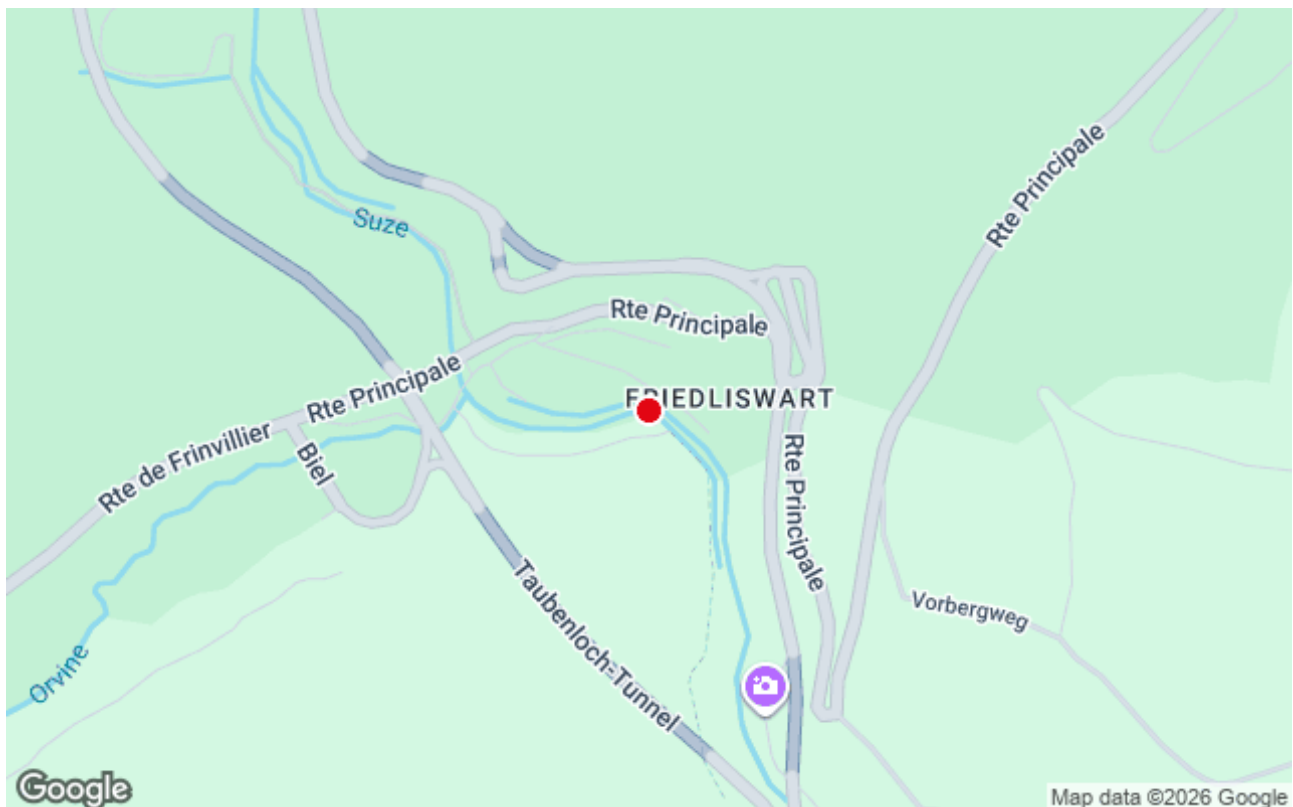 Rte Principale
Suze
Rte Principale
Rte Principale
FRIEDLISWART
Rte de Frinvillier
Biel
Rte Principale
Taubenloch-Tunnel
Vorbergweg
Orvine
Google
Map data ©2026 Google